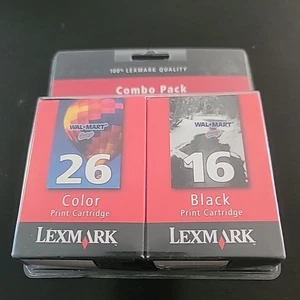 100% LEXMARK QUALITY
Combo Pack
WAL★MART
26
Color
Print Cartridge
LEXMARK
WAL★MART
16
Black
Print Cartridge
LEXMARK